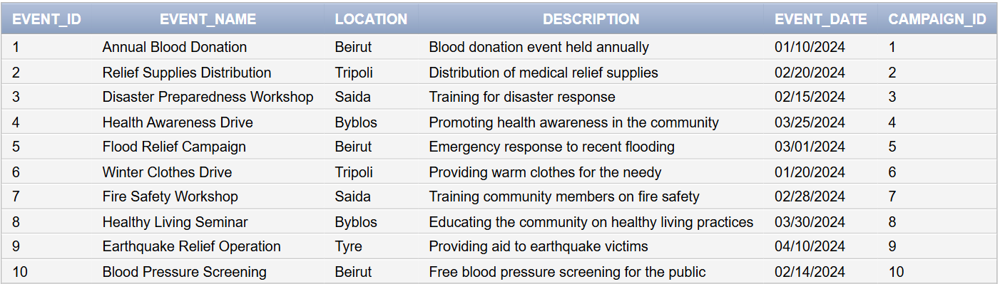 EVENT_ID EVENT_NAME LOCATION DESCRIPTION EVENT_DATE CAMPAIGN_ID
1 Annual Blood Donation Beirut Blood donation event held annually 01/10/2024 1
2 Relief Supplies Distribution Tripoli Distribution of medical relief supplies 02/20/2024 2
3 Disaster Preparedness Workshop Saida Training for disaster response 02/15/2024 3
4 Health Awareness Drive Byblos Promoting health awareness in the community 03/25/2024 4
5 Flood Relief Campaign Beirut Emergency response to recent flooding 03/01/2024 5
6 Winter Clothes Drive Tripoli Providing warm clothes for the needy 01/20/2024 6
7 Fire Safety Workshop Saida Training community members on fire safety 02/28/2024 7
8 Healthy Living Seminar Byblos Educating the community on healthy living practices 03/30/2024 8
9 Earthquake Relief Operation Tyre Providing aid to earthquake victims 04/10/2024 9
10 Blood Pressure Screening Beirut Free blood pressure screening for the public 02/14/2024 10